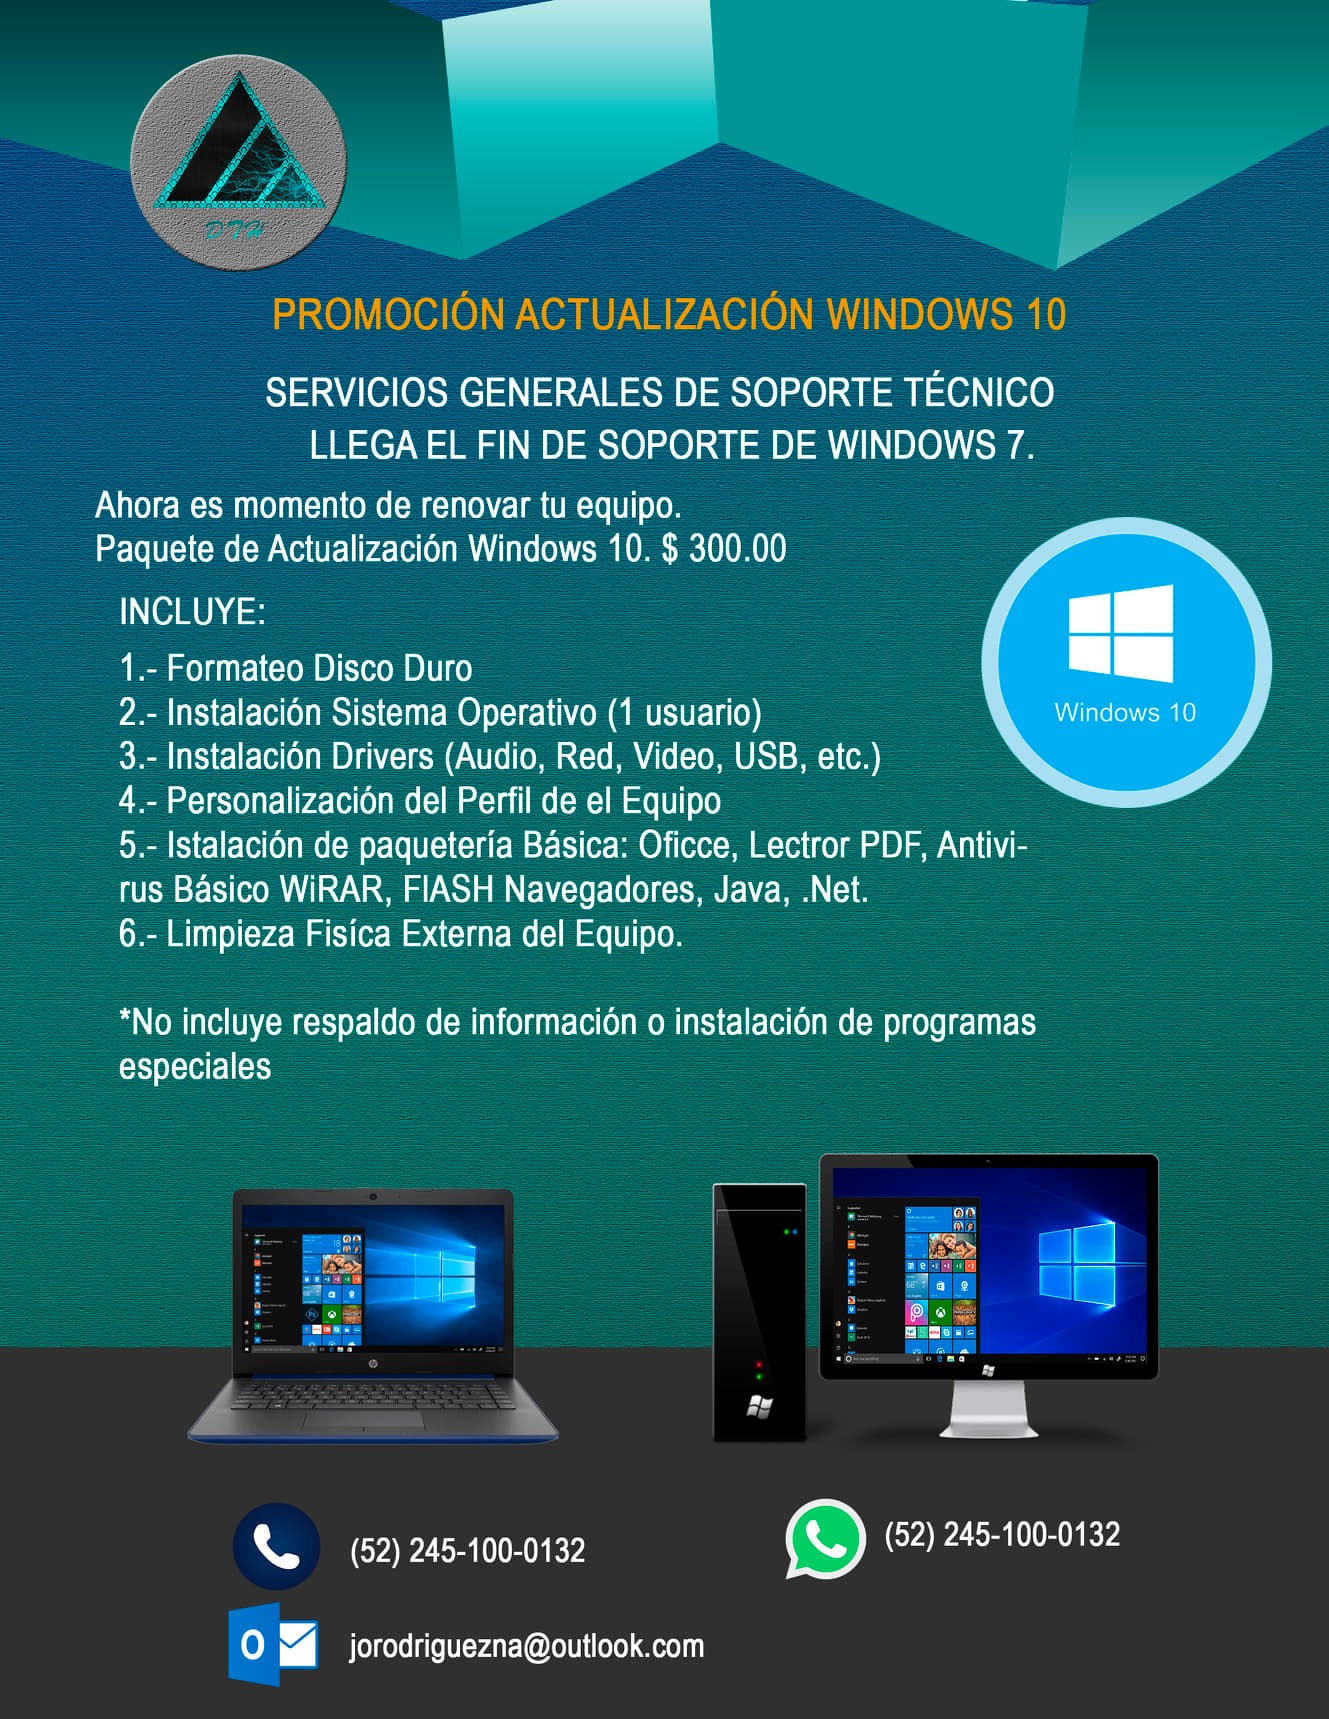 DTH
PROMOCIÓN ACTUALIZACIÓN WINDOWS 10
SERVICIOS GENERALES DE SOPORTE TÉCNICO
LLEGA EL FIN DE SOPORTE DE WINDOWS 7.
Ahora es momento de renovar tu equipo.
Paquete de Actualización Windows 10. $ 300.00
INCLUYE:
1.- Formateo Disco Duro
2.- Instalación Sistema Operativo (1 usuario)
3.- Instalación Drivers (Audio, Red, Video, USB, etc.)
Windows 10
4.- Personalización del Perfil de el Equipo
5.- Istalación de paquetería Básica: Oficce, Lectror PDF, Antivi-
rus Básico WiRAR, FlASH Navegadores, Java, .Net.
6.- Limpieza Fisíca Externa del Equipo.
*No incluye respaldo de información o instalación de programas
especiales
(52) 245-100-0132
(52) 245-100-0132
jorodriguezna@outlook.com